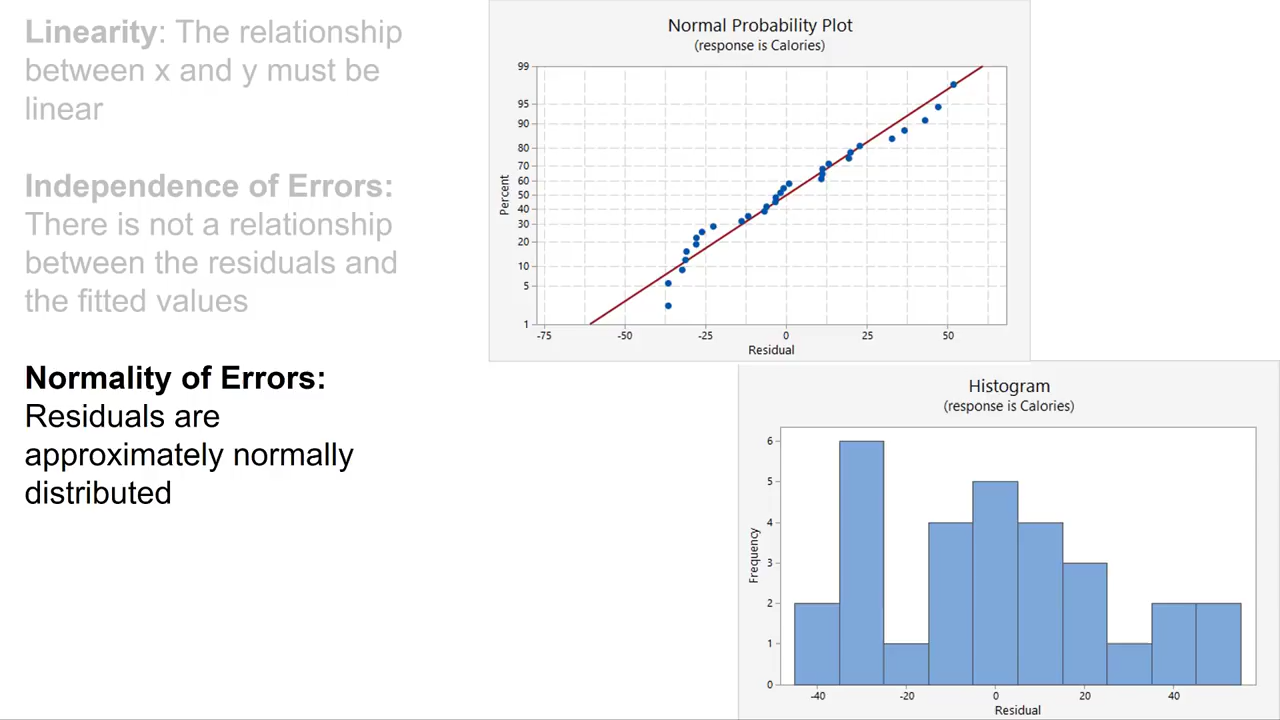 Linearity: The relationship
between x and y must be
linear
Independence of Errors:
There is not a relationship
between the residuals and
the fitted values
Normality of Errors:
Residuals are
approximately normally
distributed
Normal Probability Plot
(response is Calories)
99
95
90
80
70
60
50
40
30
20
10
5
1
Percent
-75 -50 -25 0 25 50
Residual
Histogram
(response is Calories)
6
5
4
3
2
1
0
Frequency
-40 -20 0 20 40
Residual